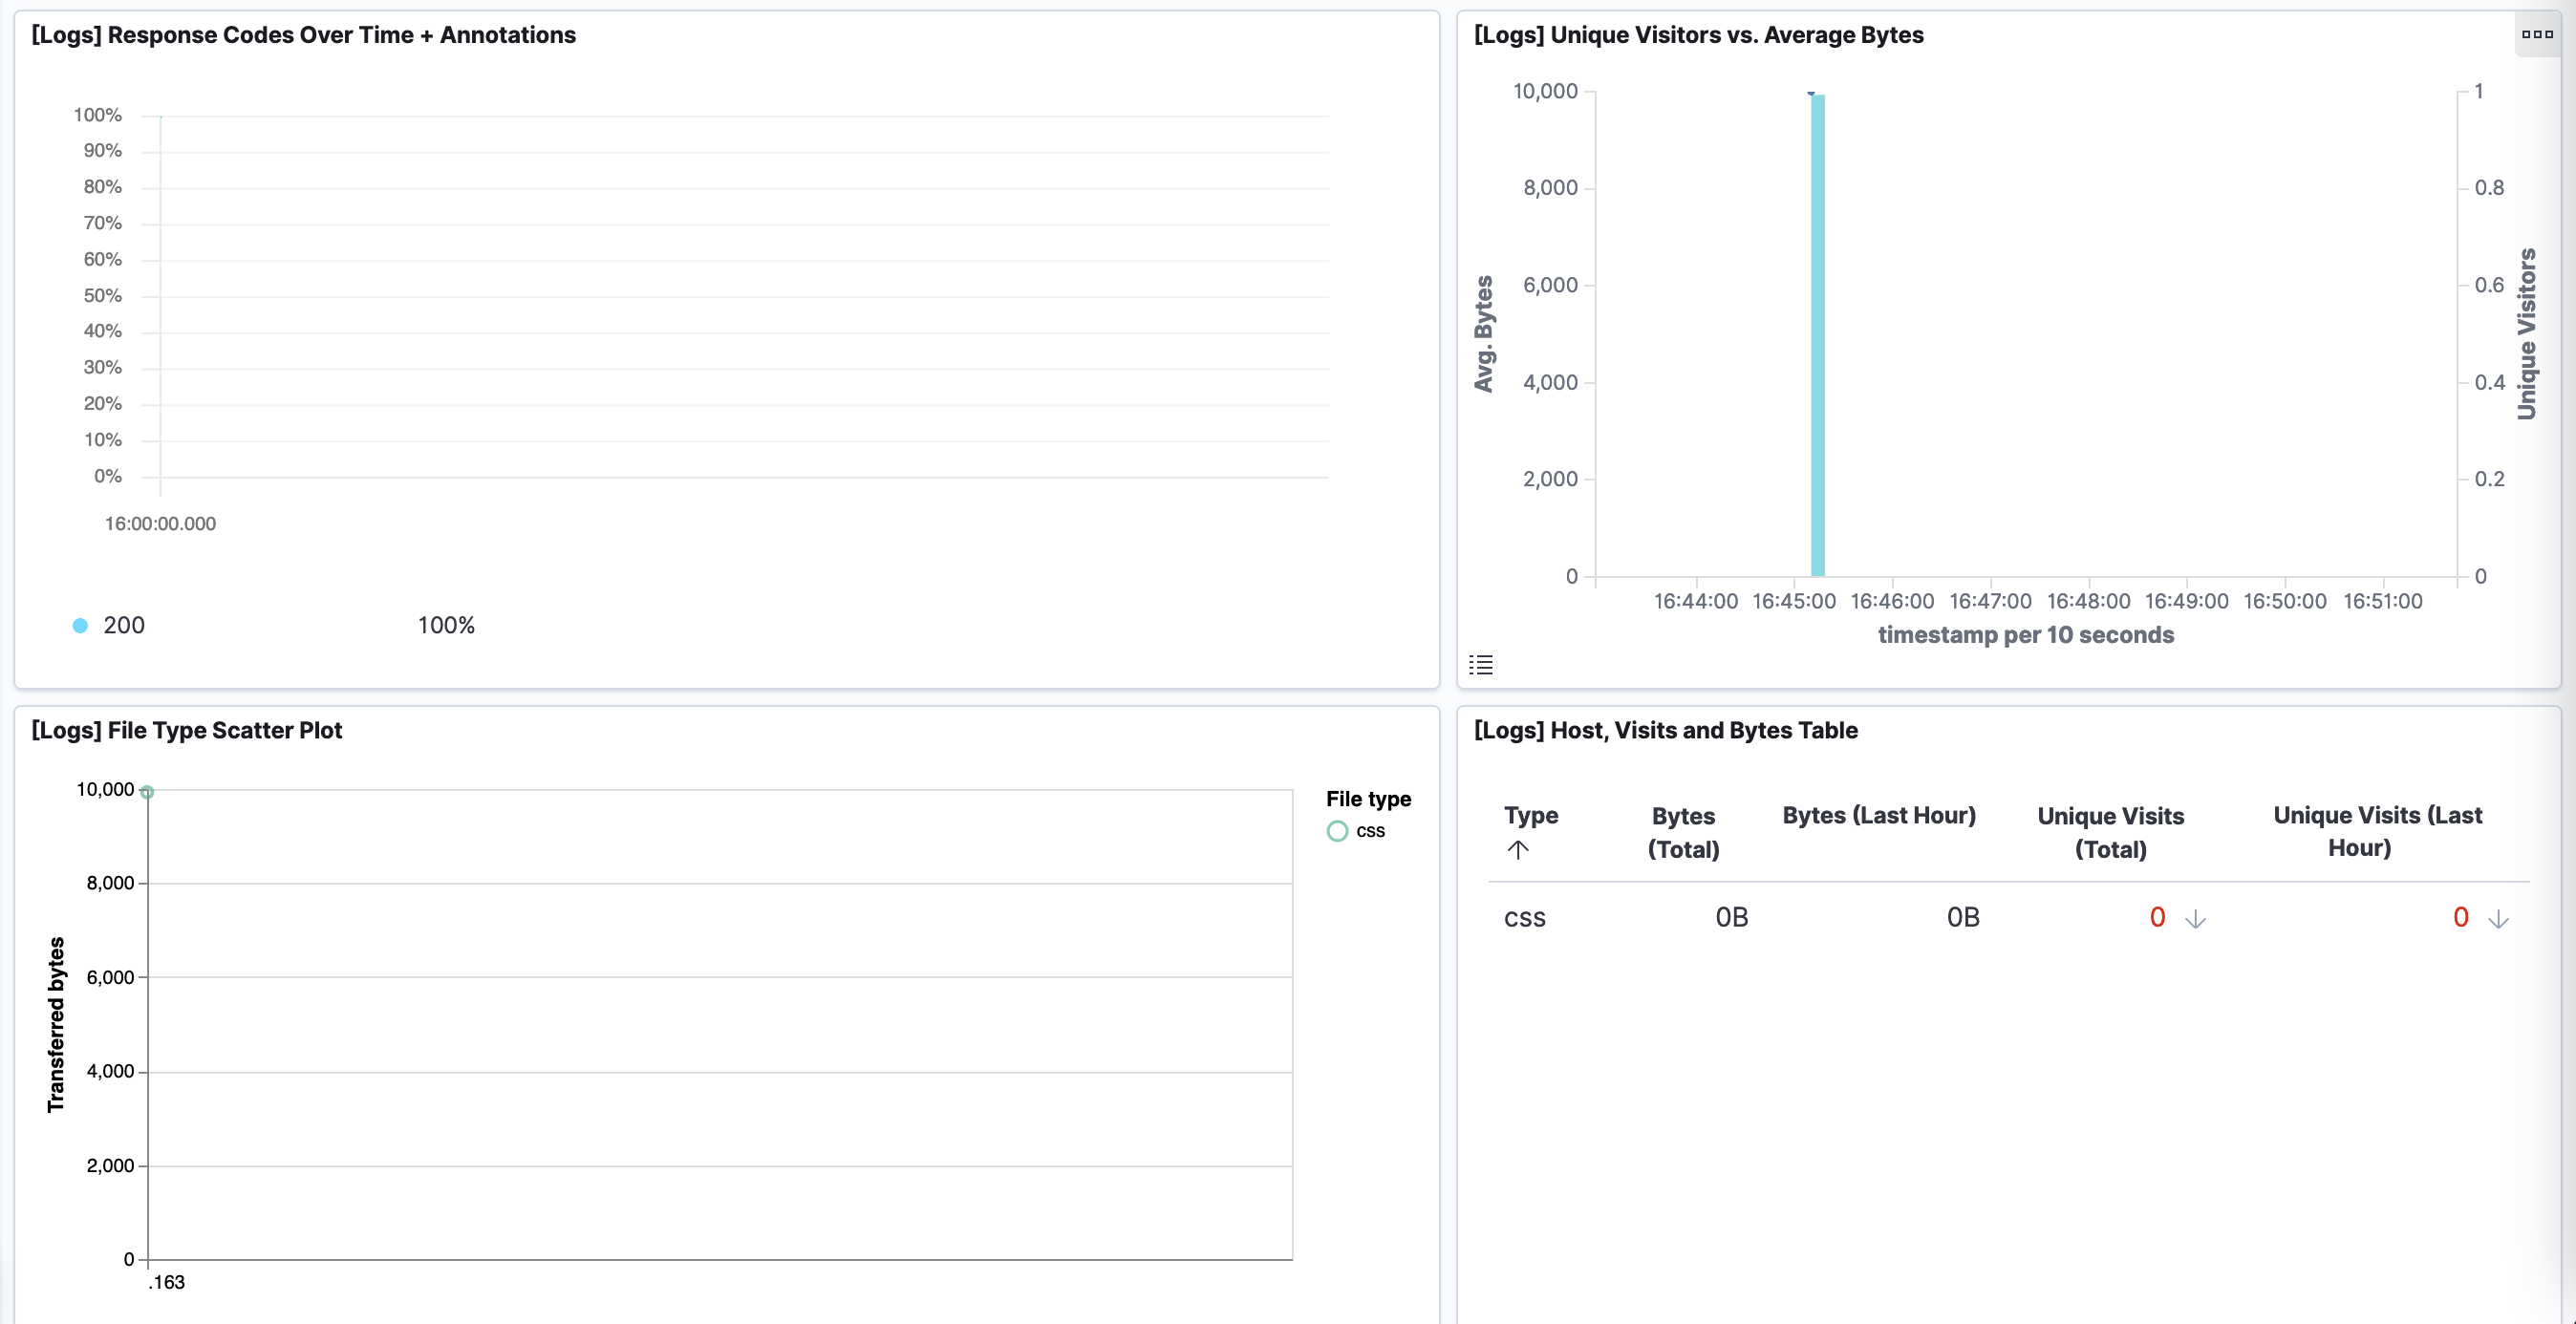 [Logs] Response Codes Over Time + Annotations
100%
90%
80%
70%
60%
50%
40%
30%
20%
10%
0%
16:00:00.000
200 100%
[Logs] Unique Visitors vs. Average Bytes
10,000
8,000
6,000
4,000
2,000
0
Avg. Bytes
1
0.8
0.6
0.4
0.2
0
Unique Visitors
16:44:00 16:45:00 16:46:00 16:47:00 16:48:00 16:49:00 16:50:00 16:51:00
timestamp per 10 seconds
[Logs] File Type Scatter Plot
10,000
8,000
6,000
4,000
2,000
0
Transferred bytes
.163
File type
css
[Logs] Host, Visits and Bytes Table
Type Bytes (Last Hour) Unique Visits (Last
Bytes Unique Visits
(Total) (Total) Hour)
css 0B 0B 0 0